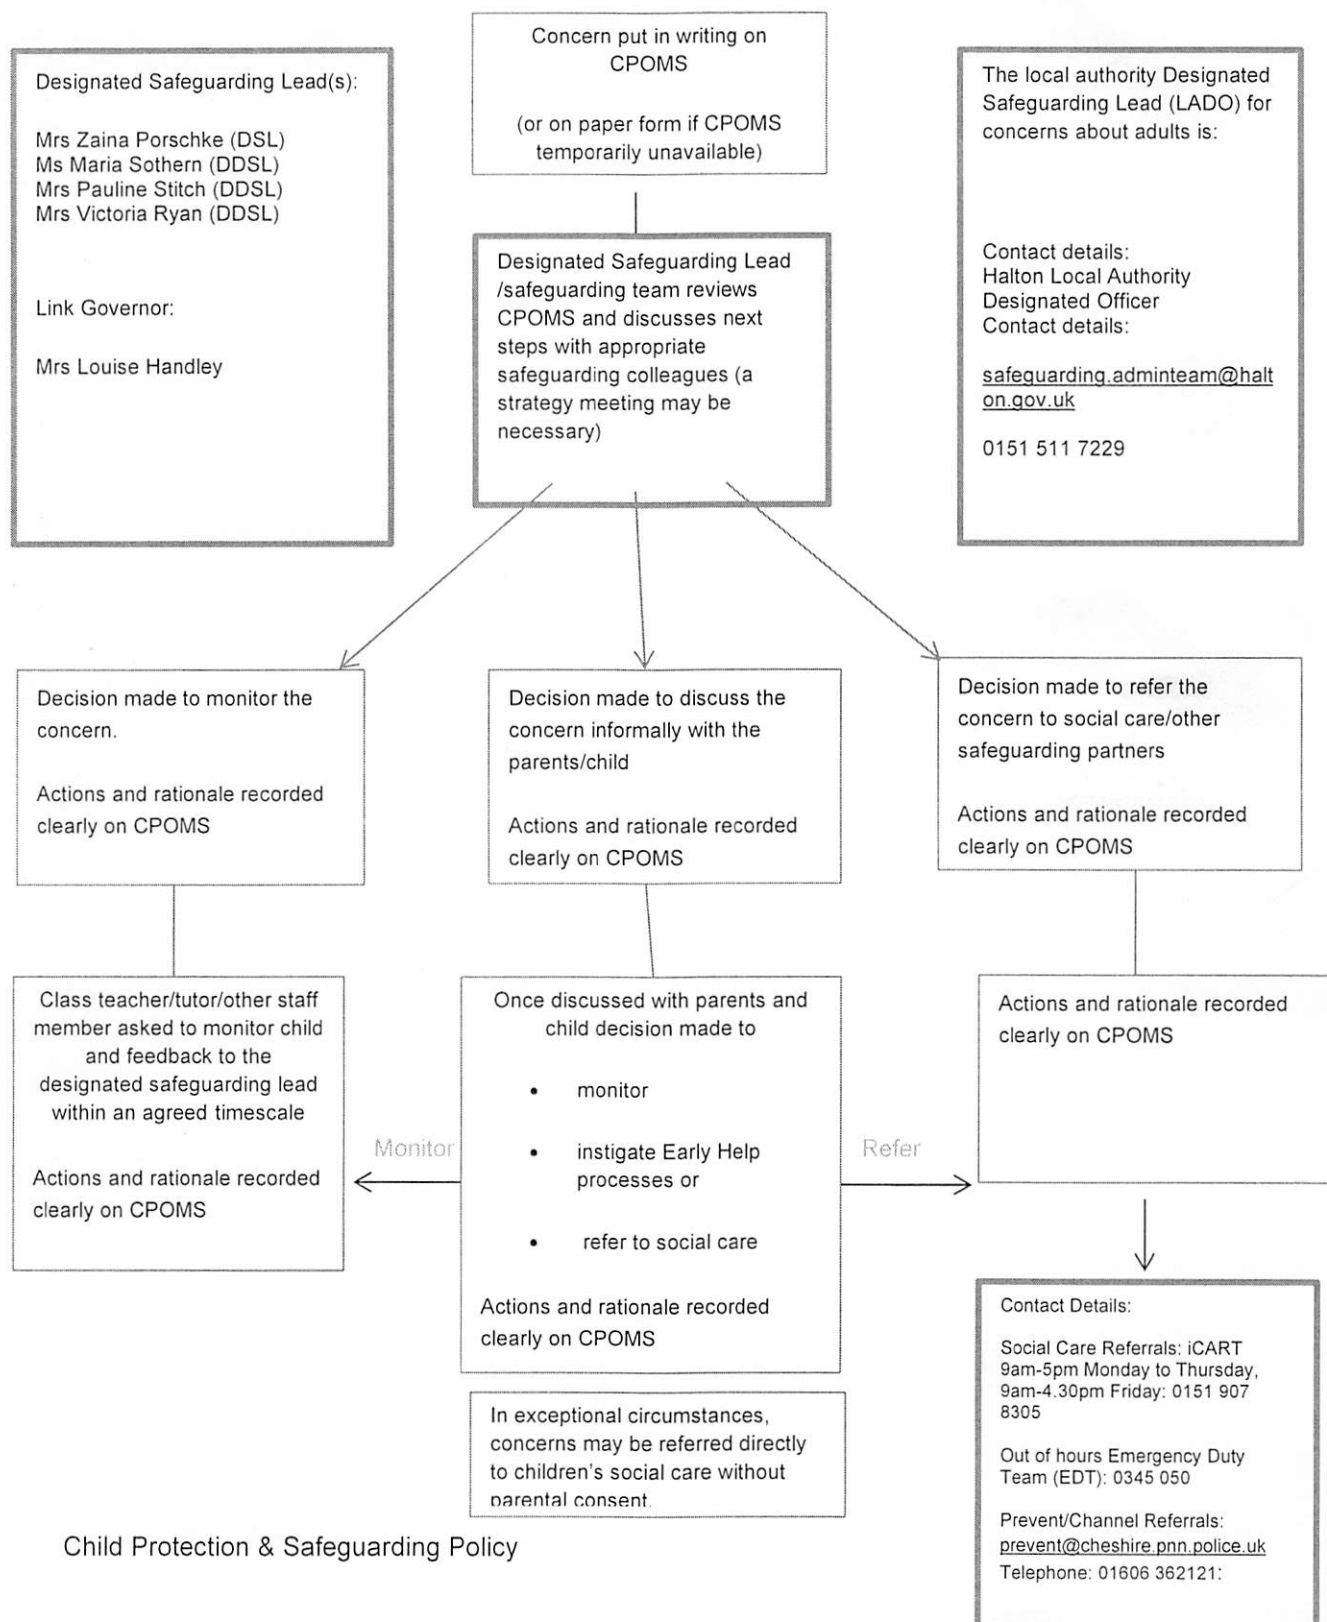 Designated Safeguarding Lead(s):
Mrs Zaina Porschke (DSL)
Ms Maria Sothern (DDSL)
Mrs Pauline Stitch (DDSL)
Mrs Victoria Ryan (DDSL)
Link Governor:
Mrs Louise Handley
Concern put in writing on
CPOMS
(or on paper form if CPOMS
temporarily unavailable)
The local authority Designated
Safeguarding Lead (LADO) for
concerns about adults is:
Contact details:
Halton Local Authority
Designated Officer
Contact details:
safeguarding.adminteam@halt
on.gov.uk
0151 511 7229
Designated Safeguarding Lead
/safeguarding team reviews
CPOMS and discusses next
steps with appropriate
safeguarding colleagues (a
strategy meeting may be
necessary)
Decision made to monitor the
concern.
Actions and rationale recorded
clearly on CPOMS
Decision made to discuss the
concern informally with the
parents/child
Actions and rationale recorded
clearly on CPOMS
Decision made to refer the
concern to social care/other
safeguarding partners
Actions and rationale recorded
clearly on CPOMS
Class teacher/tutor/other staff
member asked to monitor child
and feedback to the
designated safeguarding lead
within an agreed timescale
Actions and rationale recorded
clearly on CPOMS
Monitor
Once discussed with parents and
child decision made to
• monitor
• instigate Early Help
processes or
• refer to social care
Actions and rationale recorded
clearly on CPOMS
Refer
Actions and rationale recorded
clearly on CPOMS
In exceptional circumstances,
concerns may be referred directly
to children's social care without
parental consent.
Contact Details:
Social Care Referrals: iCART
9am-5pm Monday to Thursday,
9am-4.30pm Friday: 0151 907
8305
Out of hours Emergency Duty
Team (EDT): 0345 050
Prevent/Channel Referrals:
prevent@cheshire.pnn.police.uk
Telephone: 01606 362121:
Child Protection & Safeguarding Policy